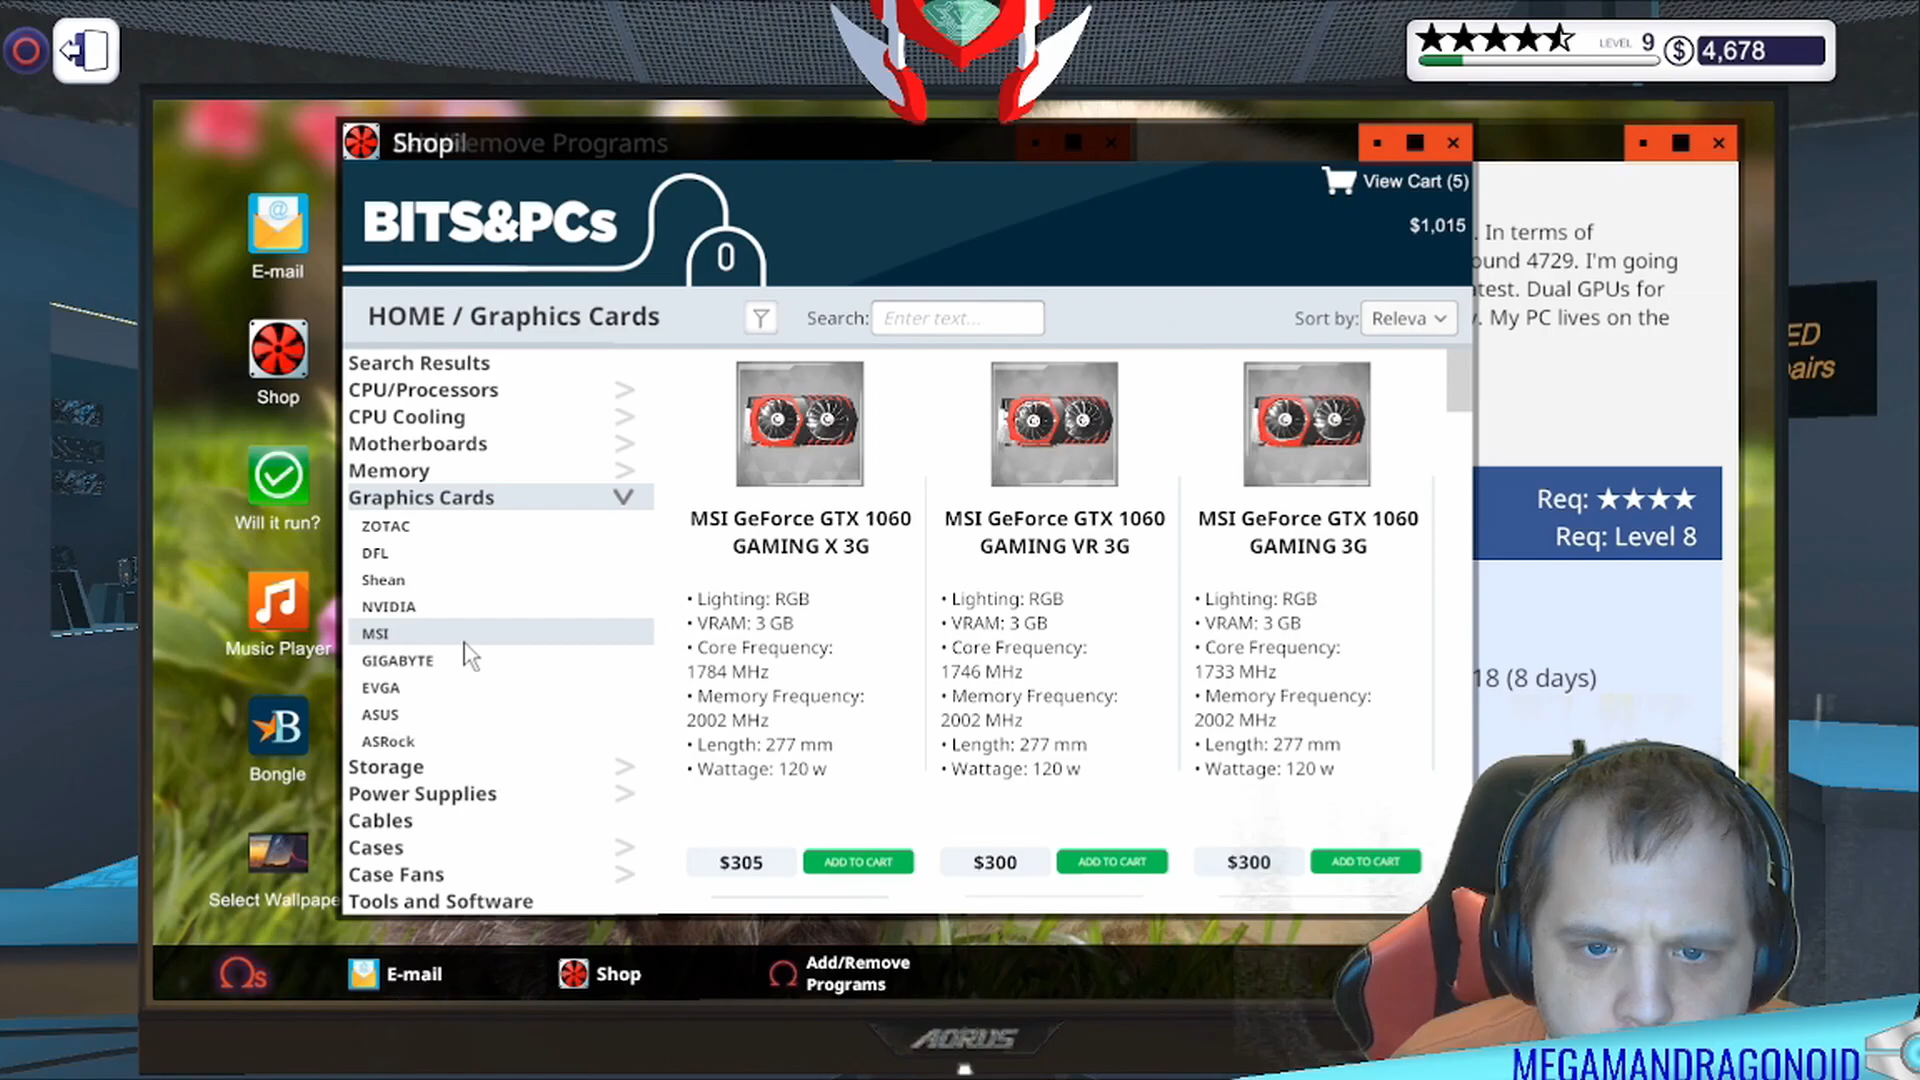 LEVEL 9
$ 4,678
Shop
Remove Programs
BITS&PCs
View Cart (5)
$1,015
HOME / Graphics Cards
Search:
Enter text...
Sort by:
Releva
E-mail
Shop
Will it run?
Music Player
Bongle
Select Wallpape
Search Results
CPU/Processors
CPU Cooling
Motherboards
Memory
Graphics Cards
ZOTAC
DFL
Shean
NVIDIA
MSI
GIGABYTE
EVGA
ASUS
ASRock
Storage
Power Supplies
Cables
Cases
Case Fans
Tools and Software
MSI GeForce GTX 1060
GAMING X 3G
• Lighting: RGB
• VRAM: 3 GB
• Core Frequency:
1784 MHz
• Memory Frequency:
2002 MHz
• Length: 277 mm
• Wattage: 120 w
$305
ADD TO CART
MSI GeForce GTX 1060
GAMING VR 3G
• Lighting: RGB
• VRAM: 3 GB
• Core Frequency:
1746 MHz
• Memory Frequency:
2002 MHz
• Length: 277 mm
• Wattage: 120 w
$300
ADD TO CART
MSI GeForce GTX 1060
GAMING 3G
• Lighting: RGB
• VRAM: 3 GB
• Core Frequency:
1733 MHz
• Memory Frequency:
2002 MHz
• Length: 277 mm
• Wattage: 120 w
$300
ADD TO CART
. In terms of
ound 4729. I'm going
atest. Dual GPUs for
. My PC lives on the
Req: ★★★★
Req: Level 8
18 (8 days)
ED
pairs
Ωs
E-mail
Shop
Add/Remove
Programs
AORUS
MEGAMANDRAGONOID